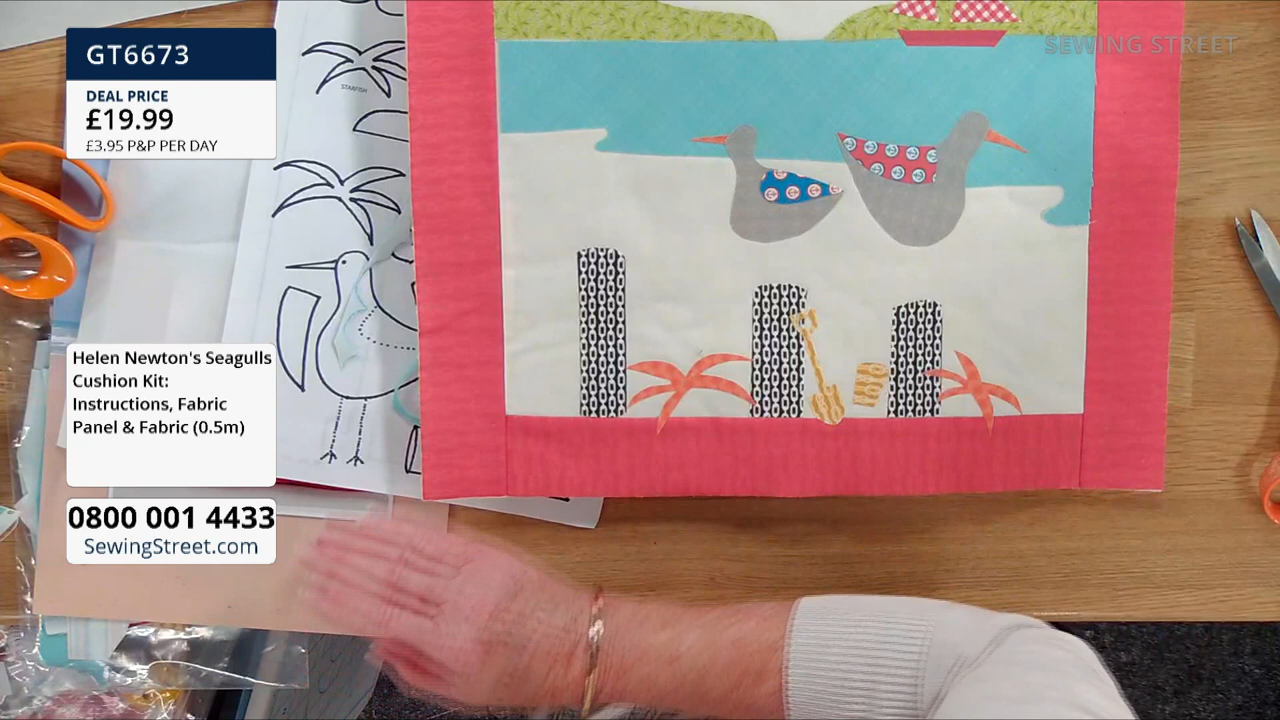 GT6673
DEAL PRICE
£19.99
£3.95 P&P PER DAY
SEWING STREET
STARFISH
Helen Newton's Seagulls
Cushion Kit:
Instructions, Fabric
Panel & Fabric (0.5m)
0800 001 4433
SewingStreet.com